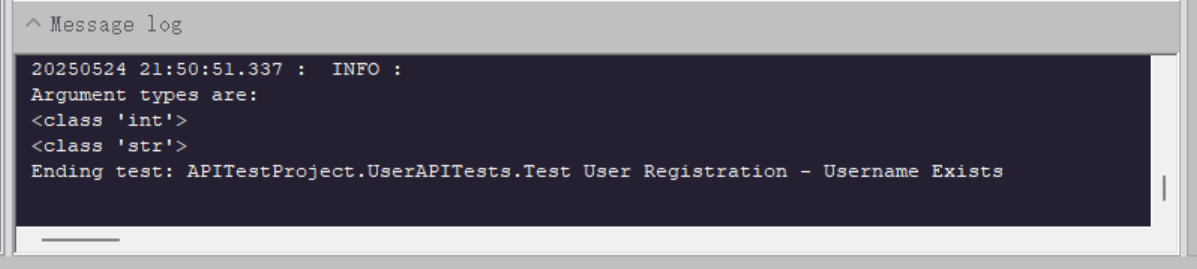 Message log
20250524 21:50:51.337 :  INFO :
Argument types are:
<class 'int'>
<class 'str'>
Ending test: APITestProject.UserAPITests.Test User Registration - Username Exists